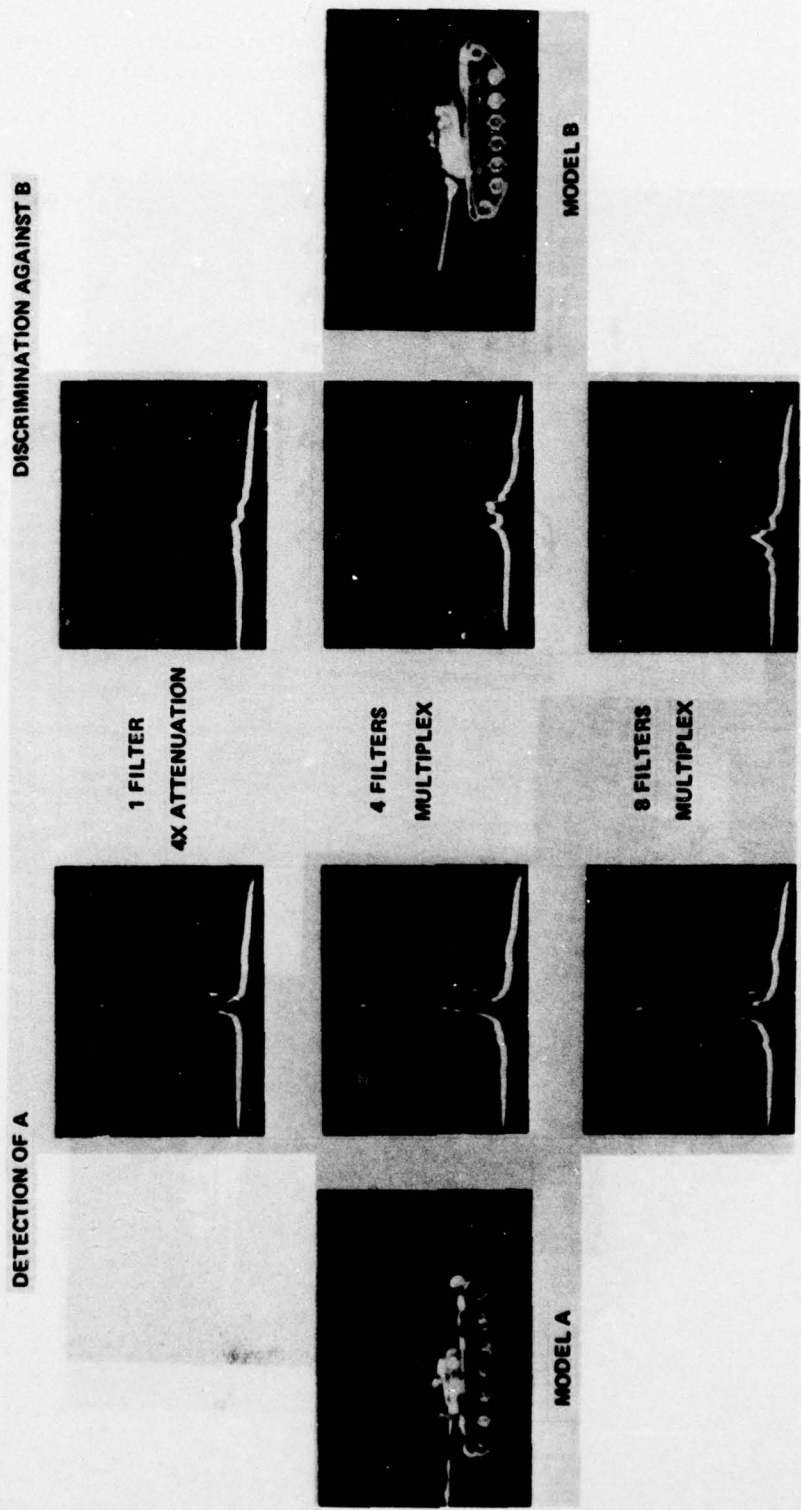 DETECTION OF A
DISCRIMINATION AGAINST B
1 FILTER
4X ATTENUATION
4 FILTERS
MULTIPLEX
8 FILTERS
MULTIPLEX
MODEL A
MODEL B